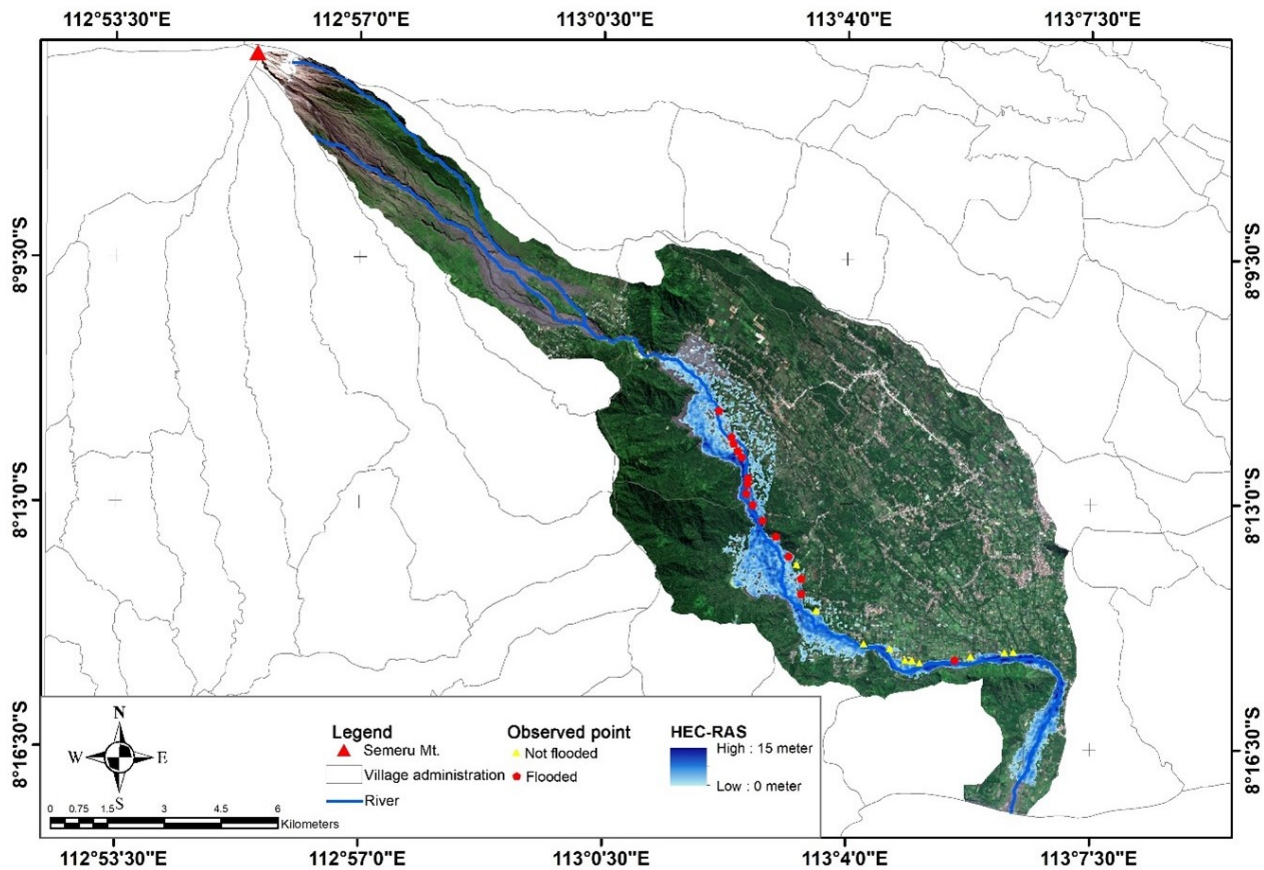 112°53'30"E 112°57'0"E 113°0'30"E 113°4'0"E 113°7'30"E
8°9'30"S 8°9'30"S
8°13'0"S 8°13'0"S
8°16'30"S 8°16'30"S
N
W E
S
0 0.75 1.5 3 4.5 6
Kilometers
Legend
Semeru Mt.
Village administration
River
Observed point
Not flooded
Flooded
HEC-RAS
High : 15 meter
Low : 0 meter
112°53'30"E 112°57'0"E 113°0'30"E 113°4'0"E 113°7'30"E